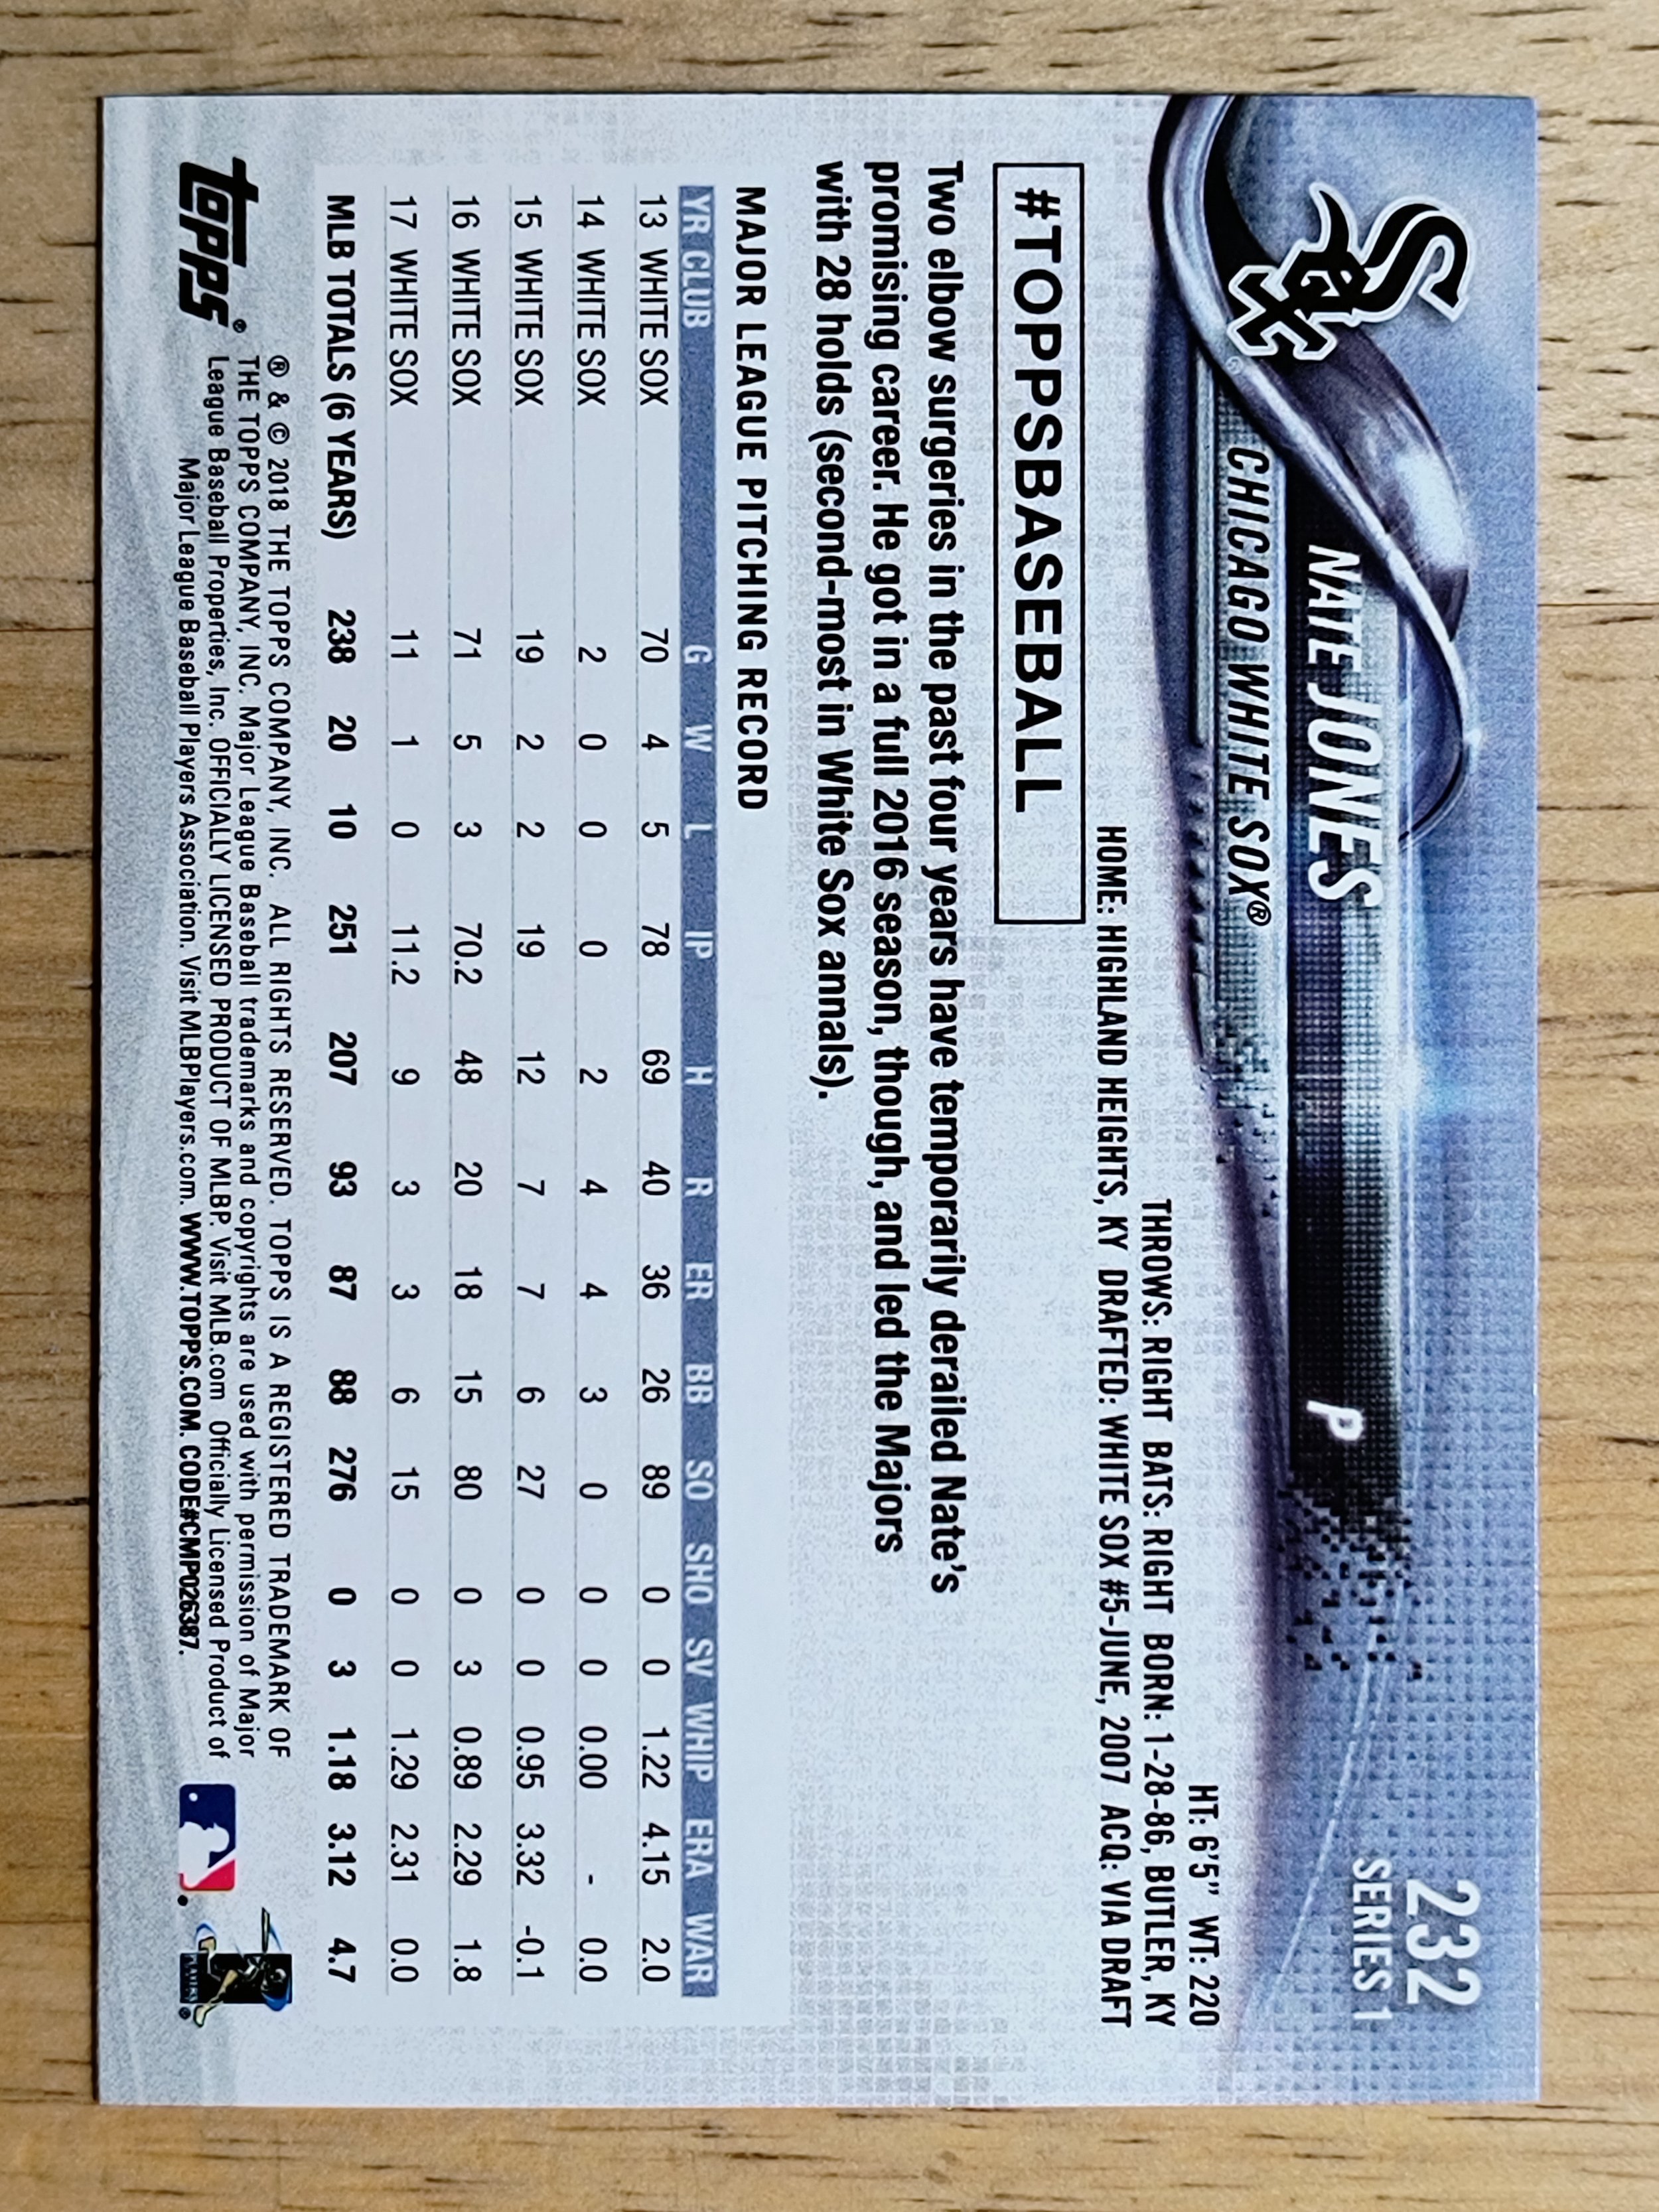 Sox
232
SERIES 1
NATE JONES P
CHICAGO WHITE SOX®
HT: 6'5" WT: 220
THROWS: RIGHT BATS: RIGHT BORN: 1-28-86, BUTLER, KY
HOME: HIGHLAND HEIGHTS, KY DRAFTED: WHITE SOX #5-JUNE, 2007 ACQ: VIA DRAFT
#TOPPSBASEBALL
Two elbow surgeries in the past four years have temporarily derailed Nate's
promising career. He got in a full 2016 season, though, and led the Majors
with 28 holds (second-most in White Sox annals).
MAJOR LEAGUE PITCHING RECORD
YR CLUB G W L IP H R ER BB SO SHO SV WHIP ERA WAR
13 WHITE SOX 70 4 5 78 69 40 36 26 89 0 0 1.22 4.15 2.0
14 WHITE SOX 2 0 0 0 2 4 4 3 0 0 0 0.00 - 0.0
15 WHITE SOX 19 2 2 19 12 7 7 6 27 0 0 0.95 3.32 -0.1
16 WHITE SOX 71 5 3 70.2 48 20 18 15 80 0 3 0.89 2.29 1.8
17 WHITE SOX 11 1 0 11.2 9 3 3 6 15 0 0 1.29 2.31 0.0
MLB TOTALS (6 YEARS) 238 20 10 251 207 93 87 88 276 0 3 1.18 3.12 4.7
Topps®
® & © 2018 THE TOPPS COMPANY, INC. ALL RIGHTS RESERVED. TOPPS IS A REGISTERED TRADEMARK OF
THE TOPPS COMPANY, INC. Major League Baseball trademarks and copyrights are used with permission of Major
League Baseball Properties, Inc. OFFICIALLY LICENSED PRODUCT OF MLBP. Visit MLB.com Officially Licensed Product of
Major League Baseball Players Association. Visit MLBPlayers.com. WWW.TOPPS.COM. CODE#CMP026387.